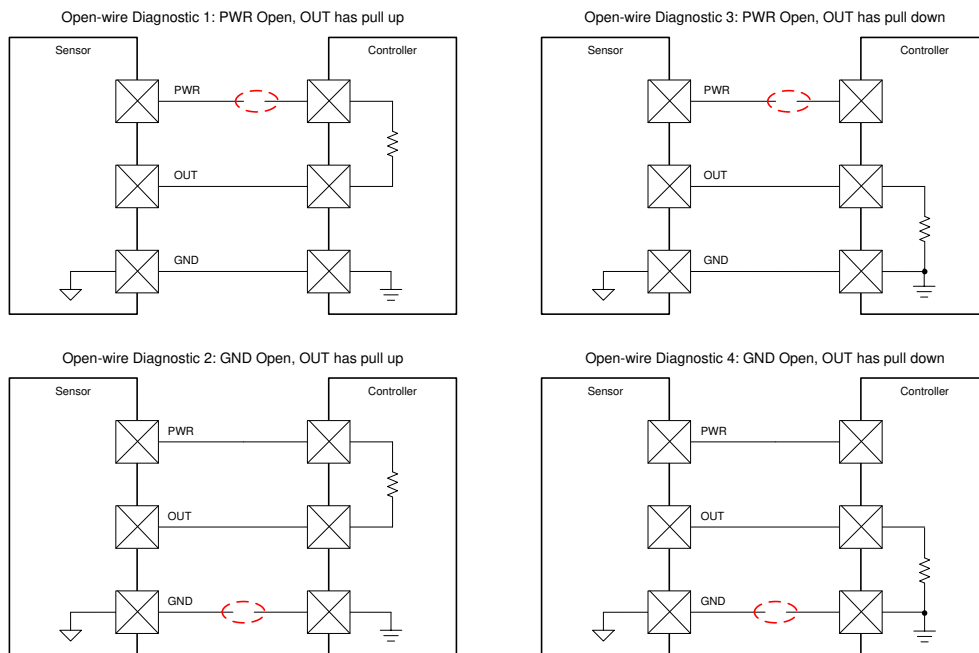 Open-wire Diagnostic 1: PWR Open, OUT has pull up
Sensor
Controller
PWR
OUT
GND
Open-wire Diagnostic 3: PWR Open, OUT has pull down
Sensor
Controller
PWR
OUT
GND
Open-wire Diagnostic 2: GND Open, OUT has pull up
Sensor
Controller
PWR
OUT
GND
Open-wire Diagnostic 4: GND Open, OUT has pull down
Sensor
Controller
PWR
OUT
GND